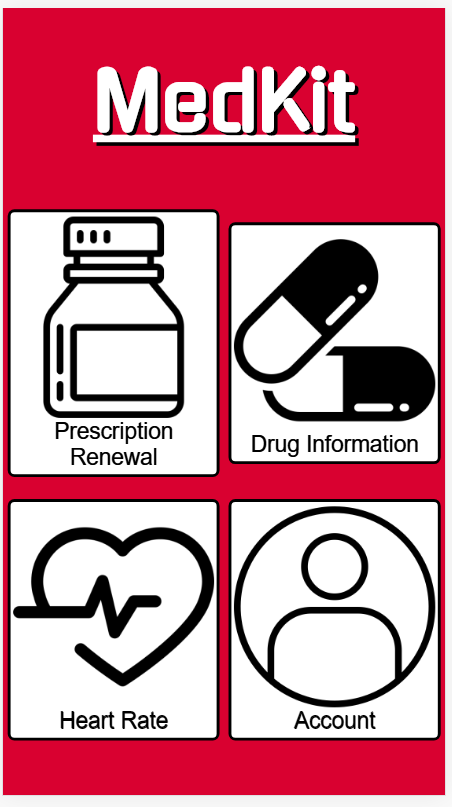 MedKit
Prescription
Renewal
Drug Information
Heart Rate
Account